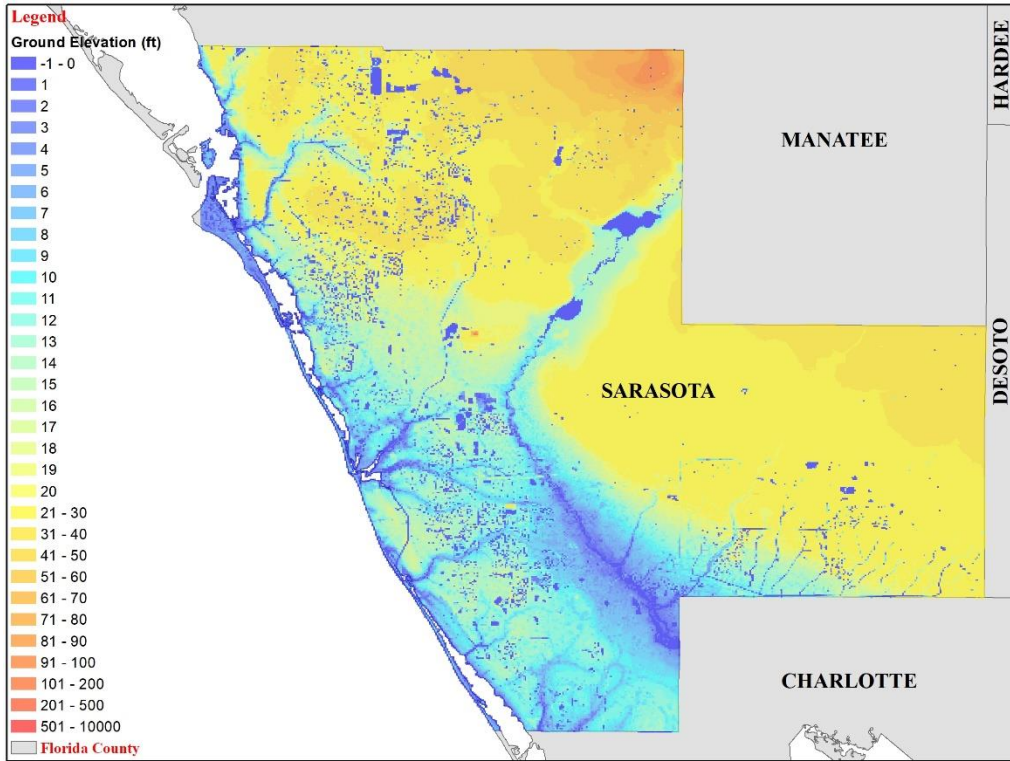 Legend
Ground Elevation (ft)
-1 - 0
1
2
3
4
5
6
7
8
9
10
11
12
13
14
15
16
17
18
19
20
21 - 30
31 - 40
41 - 50
51 - 60
61 - 70
71 - 80
81 - 90
91 - 100
101 - 200
201 - 500
501 - 10000
Florida County
HARDEE
MANATEE
DESOTO
SARASOTA
CHARLOTTE